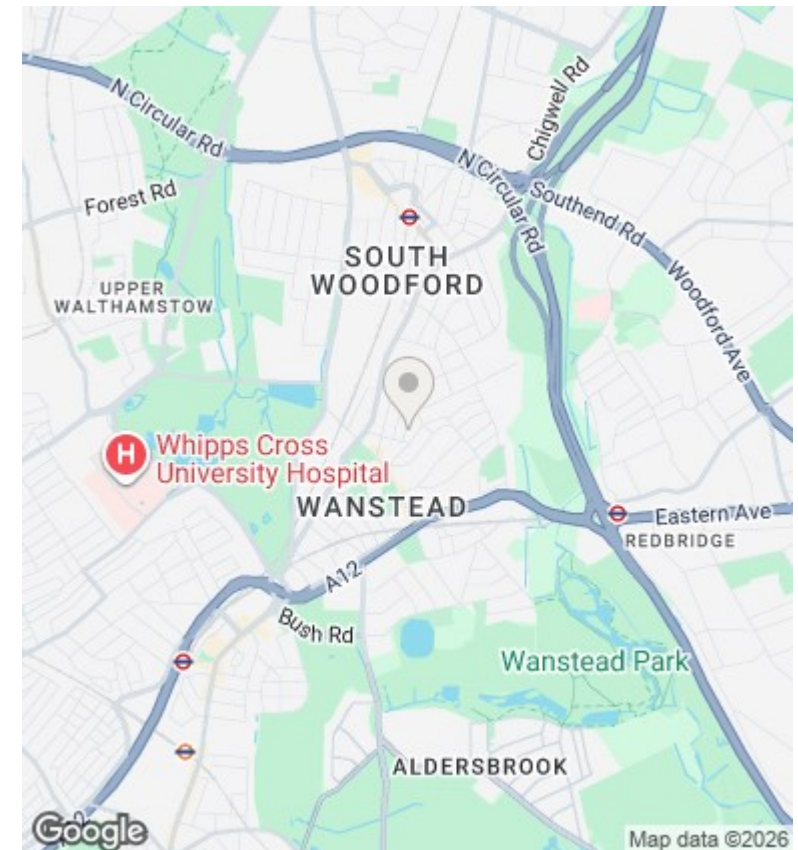 N Circular Rd
Chigwell Rd
N Circular Rd
Southend Rd
Forest Rd
SOUTH
WOODFORD
UPPER
WALTHAMSTOW
Woodford Ave
H
Whipps Cross
University Hospital
WANSTEAD
Eastern Ave
REDBRIDGE
A12
Bush Rd
Wanstead Park
ALDERSBROOK
Google
Map data ©2026